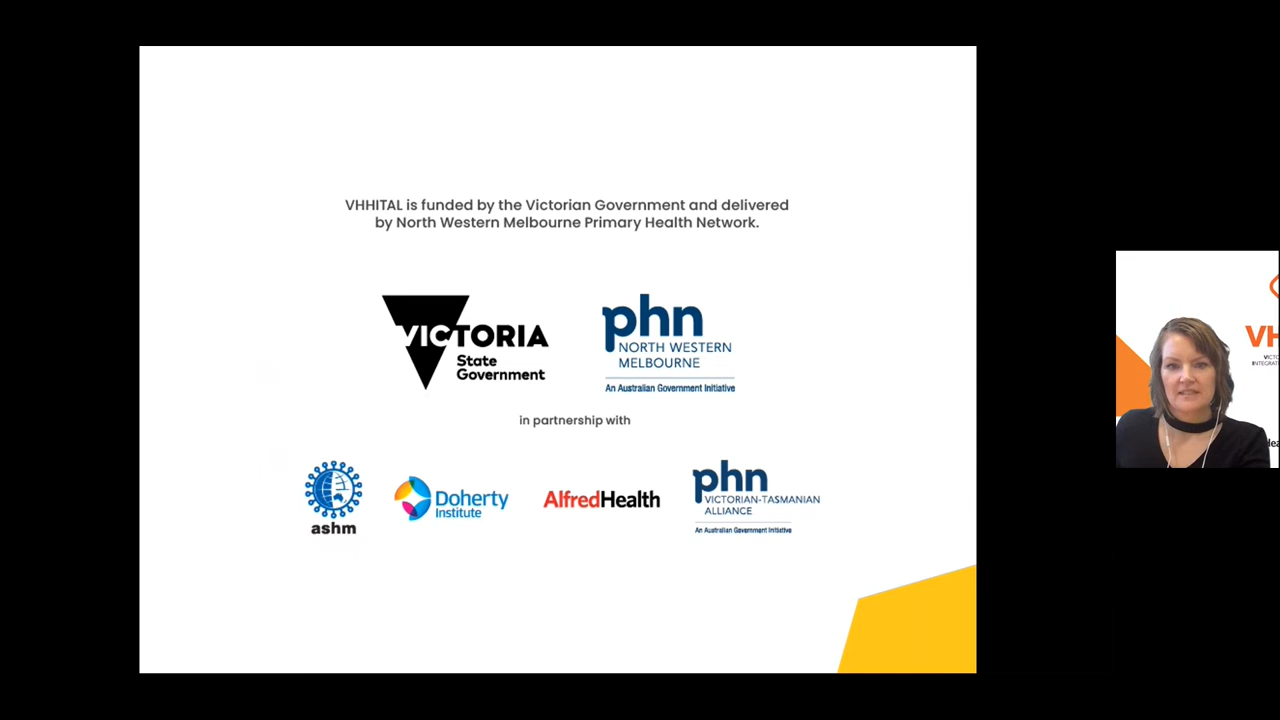 VHHITAL is funded by the Victorian Government and delivered
by North Western Melbourne Primary Health Network.
VICTORIA
State
Government
phn
NORTH WESTERN
MELBOURNE
An Australian Government Initiative
in partnership with
ashm
Doherty
Institute
AlfredHealth
phn
VICTORIAN-TASMANIAN
ALLIANCE
An Australian Government Initiative
VH